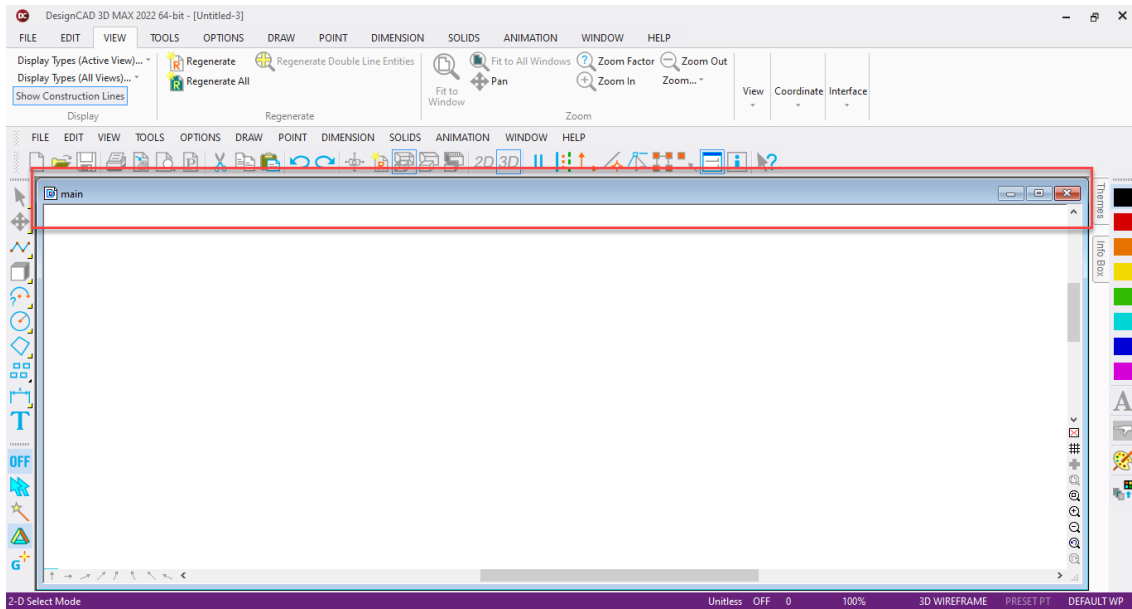 DesignCAD 3D MAX 2022 64-bit - [Untitled-3]
FILE EDIT VIEW TOOLS OPTIONS DRAW POINT DIMENSION SOLIDS ANIMATION WINDOW HELP
Display Types (Active View)... Regenerate Regenerate Double Line Entities Fit to All Windows Zoom Factor Zoom Out
Display Types (All Views)... Regenerate All Pan Zoom In Zoom...
Show Construction Lines Fit to Window View Coordinate Interface
Display Regenerate Zoom
FILE EDIT VIEW TOOLS OPTIONS DRAW POINT DIMENSION SOLIDS ANIMATION WINDOW HELP
2D 3D
main
Themes
Info Box
T
A
OFF
G
2-D Select Mode Unitless OFF 0 100% 3D WIREFRAME PRESET PT DEFAULT WP